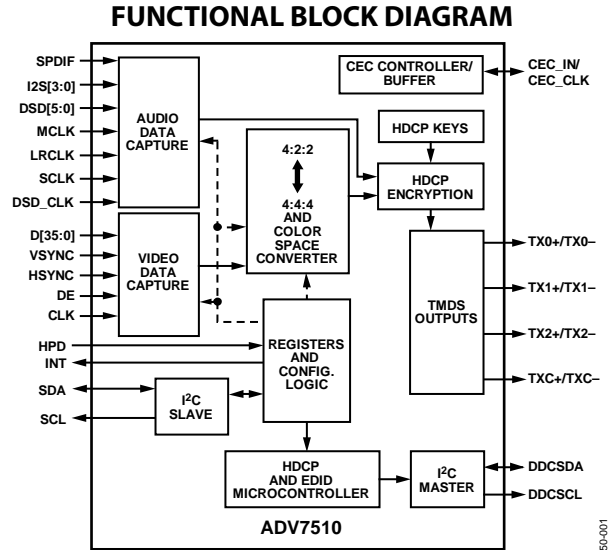 FUNCTIONAL BLOCK DIAGRAM
SPDIF
I2S[3:0]
DSD[5:0]
MCLK
LRCLK
SCLK
DSD_CLK
AUDIO
DATA
CAPTURE
D[35:0]
VSYNC
HSYNC
DE
CLK
VIDEO
DATA
CAPTURE
HPD
INT
SDA
SCL
I²C
SLAVE
4:2:2
4:4:4
AND
COLOR
SPACE
CONVERTER
REGISTERS
AND
CONFIG.
LOGIC
HDCP
AND EDID
MICROCONTROLLER
CEC CONTROLLER/
BUFFER
CEC_IN/
CEC_CLK
HDCP KEYS
HDCP
ENCRYPTION
TMDS
OUTPUTS
TX0+/TX0–
TX1+/TX1–
TX2+/TX2–
TXC+/TXC–
I²C
MASTER
DDCSDA
DDCSCL
ADV7510
50-001